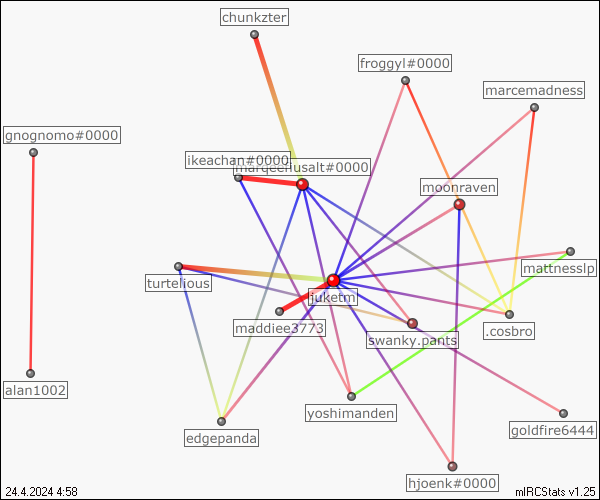 chunkzter
froggyl#0000
marcemadness
gnognomo#0000
ikeachan#0000
marqeehusalt#0000
moonraven
mattnesslp
turtelious
juketm
maddiee3773
swanky.pants
.cosbro
alan1002
yoshimanden
edgepanda
goldfire6444
hjoenk#0000
24.4.2024 4:58
mIRCStats v1.25